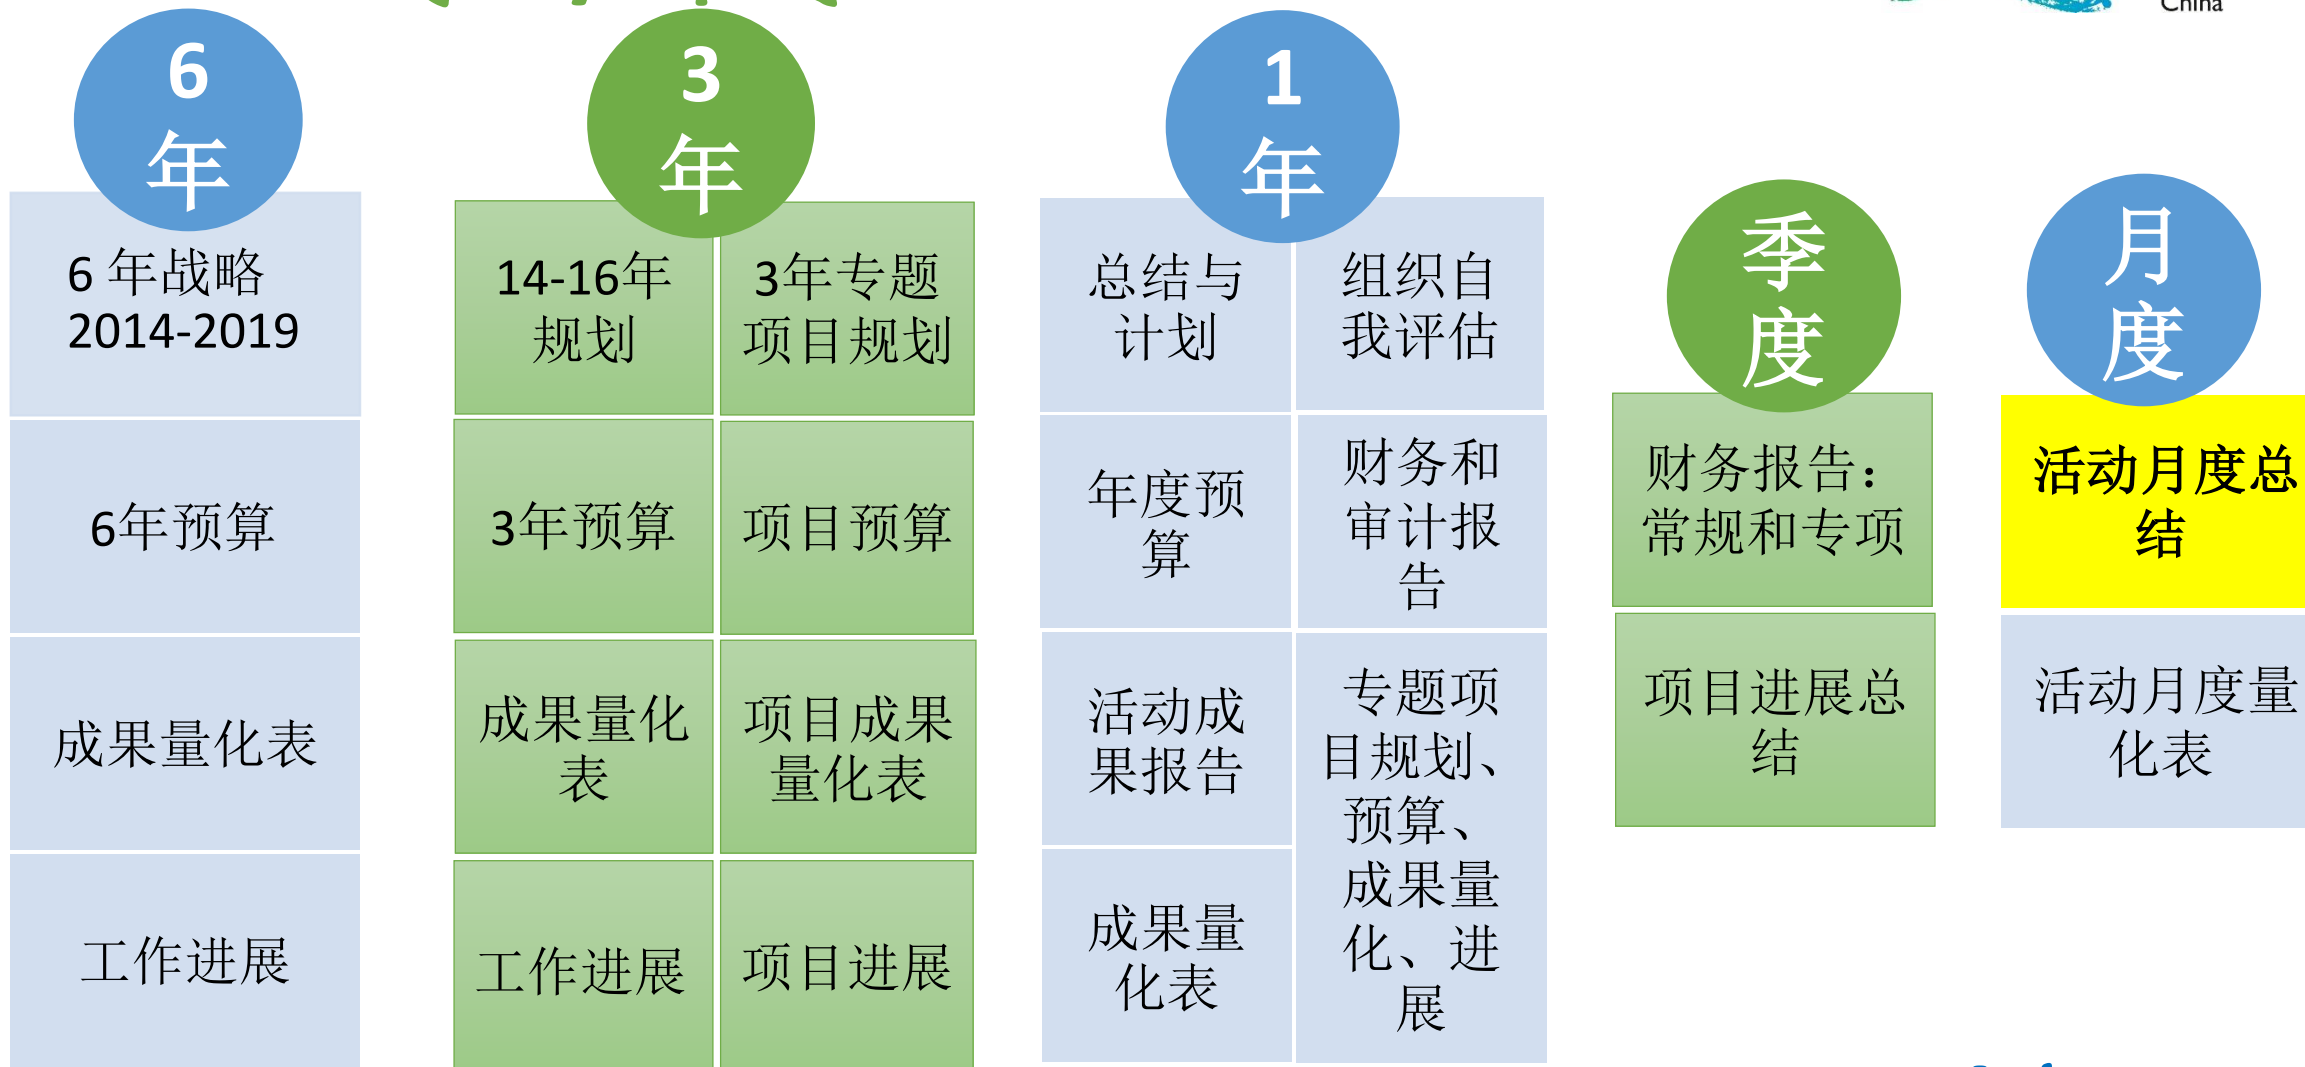 China
6
年
6 年战略
2014-2019
6年预算
成果量化表
工作进展
3
年
14-16年
规划
3年专题
项目规划
3年预算
项目预算
成果量化
表
项目成果
量化表
工作进展
项目进展
1
年
总结与
计划
组织自
我评估
年度预
算
财务和
审计报
告
活动成
果报告
成果量
化表
专题项
目规划、
预算、
成果量
化、进
展
季
度
财务报告：
常规和专项
项目进展总
结
月
度
活动月度总
结
活动月度量
化表